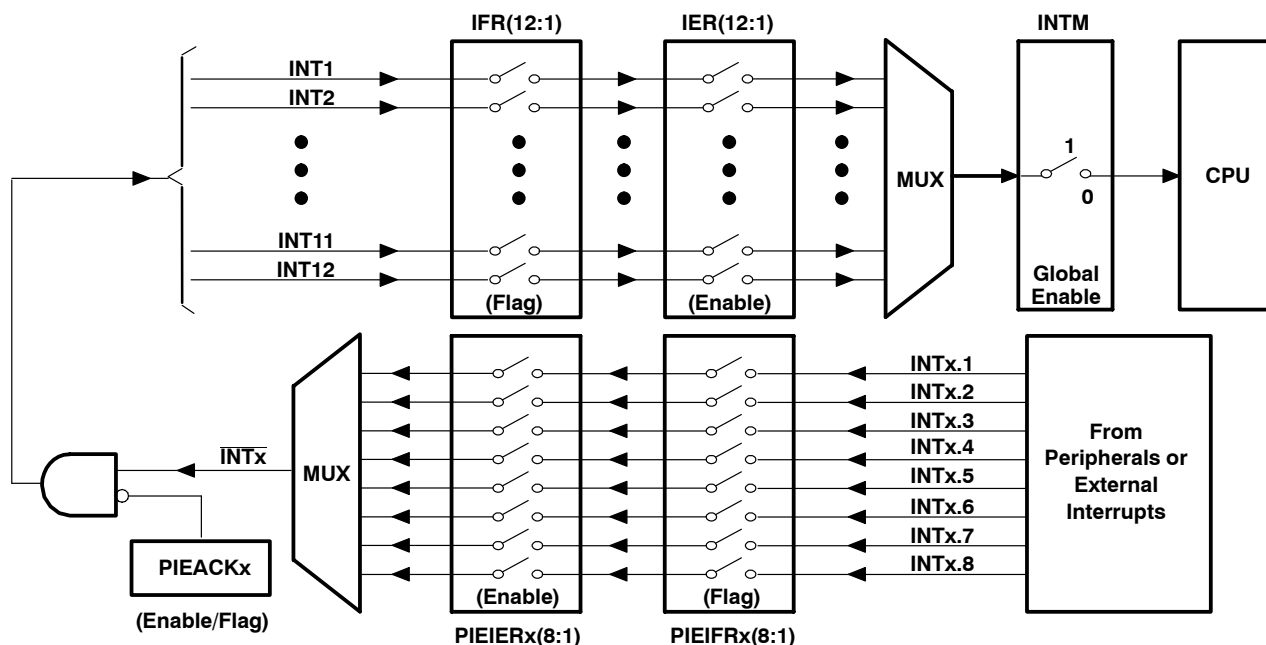 IFR(12:1) IER(12:1) INTM
INT1
INT2
1
MUX
CPU
0
INT11
INT12
(Flag)
(Enable)
Global
Enable
INTx.1
INTx.2
INTx.3
INTx.4
INTx.5
INTx.6
INTx.7
INTx.8
From
Peripherals or
External
Interrupts
INTx
MUX
PIEACKx
(Enable/Flag)
(Enable)
(Flag)
PIEIERx(8:1) PIEIFRx(8:1)